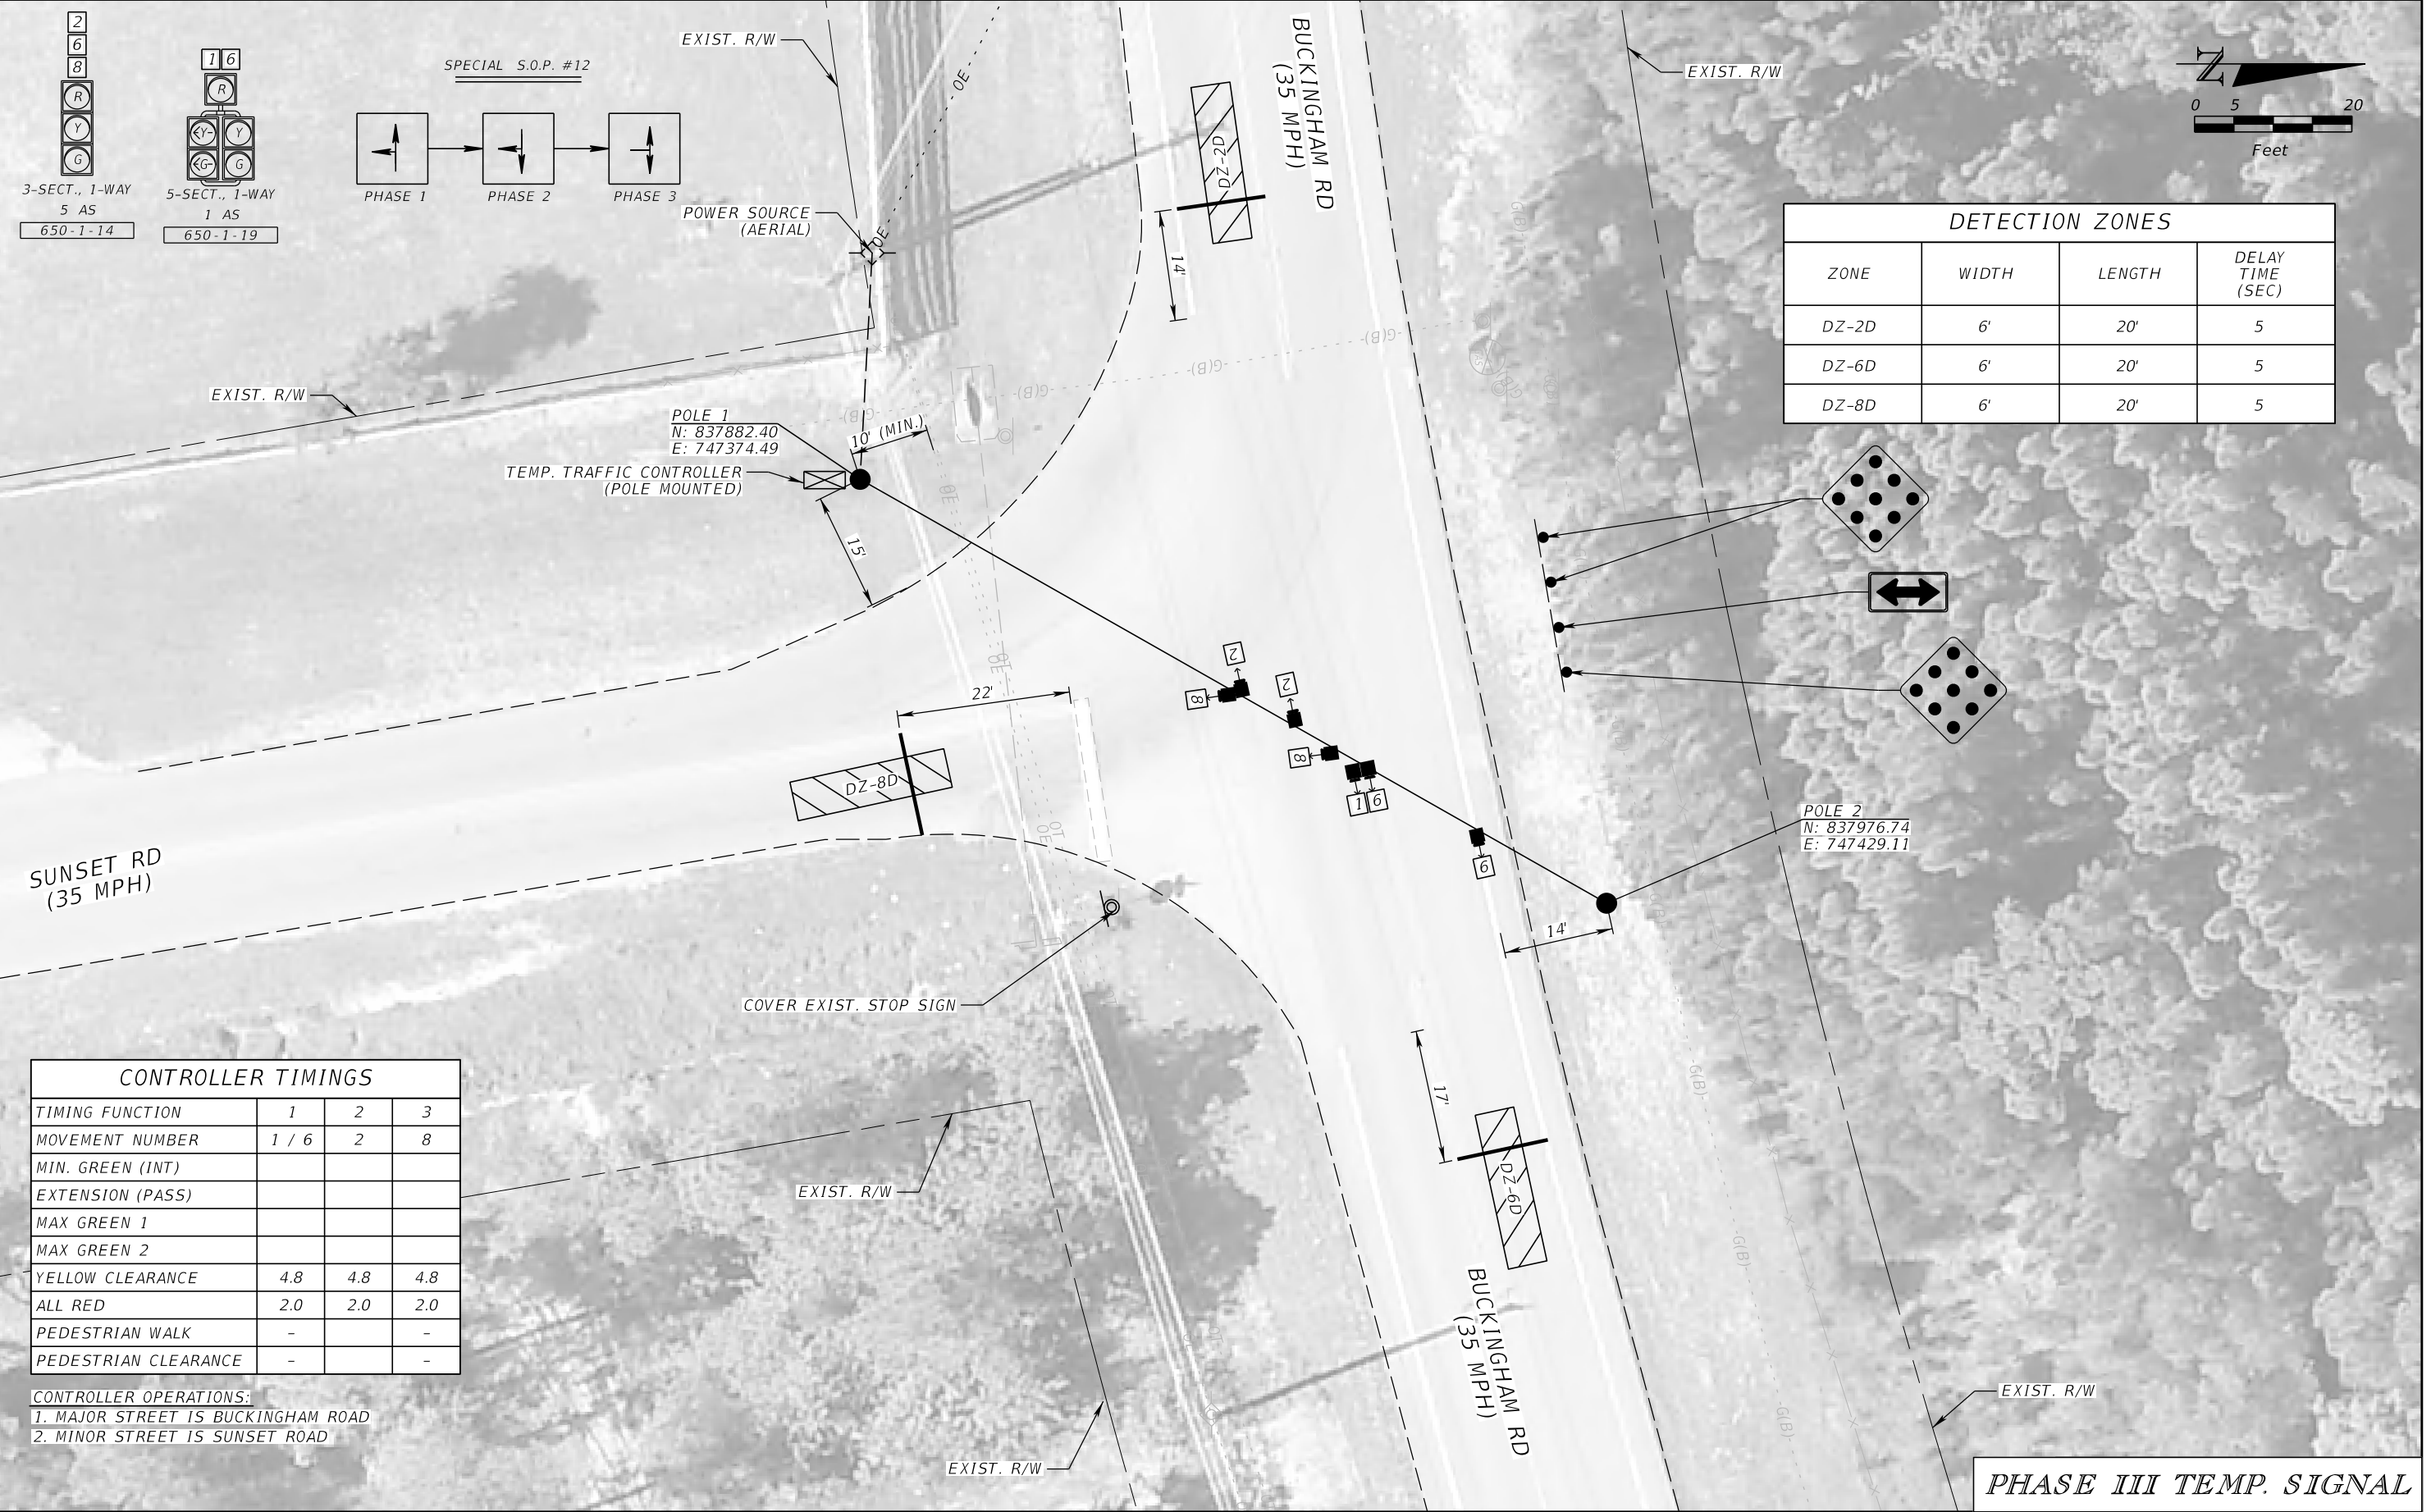 2
6
8
R
Y
G
3-SECT., 1-WAY
5 AS
650-1-14
1 6
R
Y Y
G G
5-SECT., 1-WAY
1 AS
650-1-19
SPECIAL S.O.P. #12
PHASE 1 PHASE 2 PHASE 3
EXIST. R/W
OE
POWER SOURCE
(AERIAL)
OE
BUCKINGHAM RD
(35 MPH)
DZ-2D
14'
EXIST. R/W
Z
0 5 20
Feet
DETECTION ZONES
ZONE WIDTH LENGTH DELAY
TIME
(SEC)
DZ-2D 6' 20' 5
DZ-6D 6' 20' 5
DZ-8D 6' 20' 5
EXIST. R/W
POLE 1
N: 837882.40
E: 747374.49
10' (MIN.)
TEMP. TRAFFIC CONTROLLER
(POLE MOUNTED)
15'
G(B)
G(B)
G(B)
G(B)
G(B)
OE
OT
OE
22'
DZ-8D
OT
OE
2
8
2
8
1 6
6
POLE 2
N: 837976.74
E: 747429.11
14'
SUNSET RD
(35 MPH)
COVER EXIST. STOP SIGN
17'
DZ-6D
BUCKINGHAM RD
(35 MPH)
G(B)
G(B)
G(B)
EXIST. R/W
EXIST. R/W
EXIST. R/W
CONTROLLER TIMINGS
TIMING FUNCTION 1 2 3
MOVEMENT NUMBER 1 / 6 2 8
MIN. GREEN (INT)
EXTENSION (PASS)
MAX GREEN 1
MAX GREEN 2
YELLOW CLEARANCE 4.8 4.8 4.8
ALL RED 2.0 2.0 2.0
PEDESTRIAN WALK - -
PEDESTRIAN CLEARANCE - -
CONTROLLER OPERATIONS:
1. MAJOR STREET IS BUCKINGHAM ROAD
2. MINOR STREET IS SUNSET ROAD
PHASE III TEMP. SIGNAL